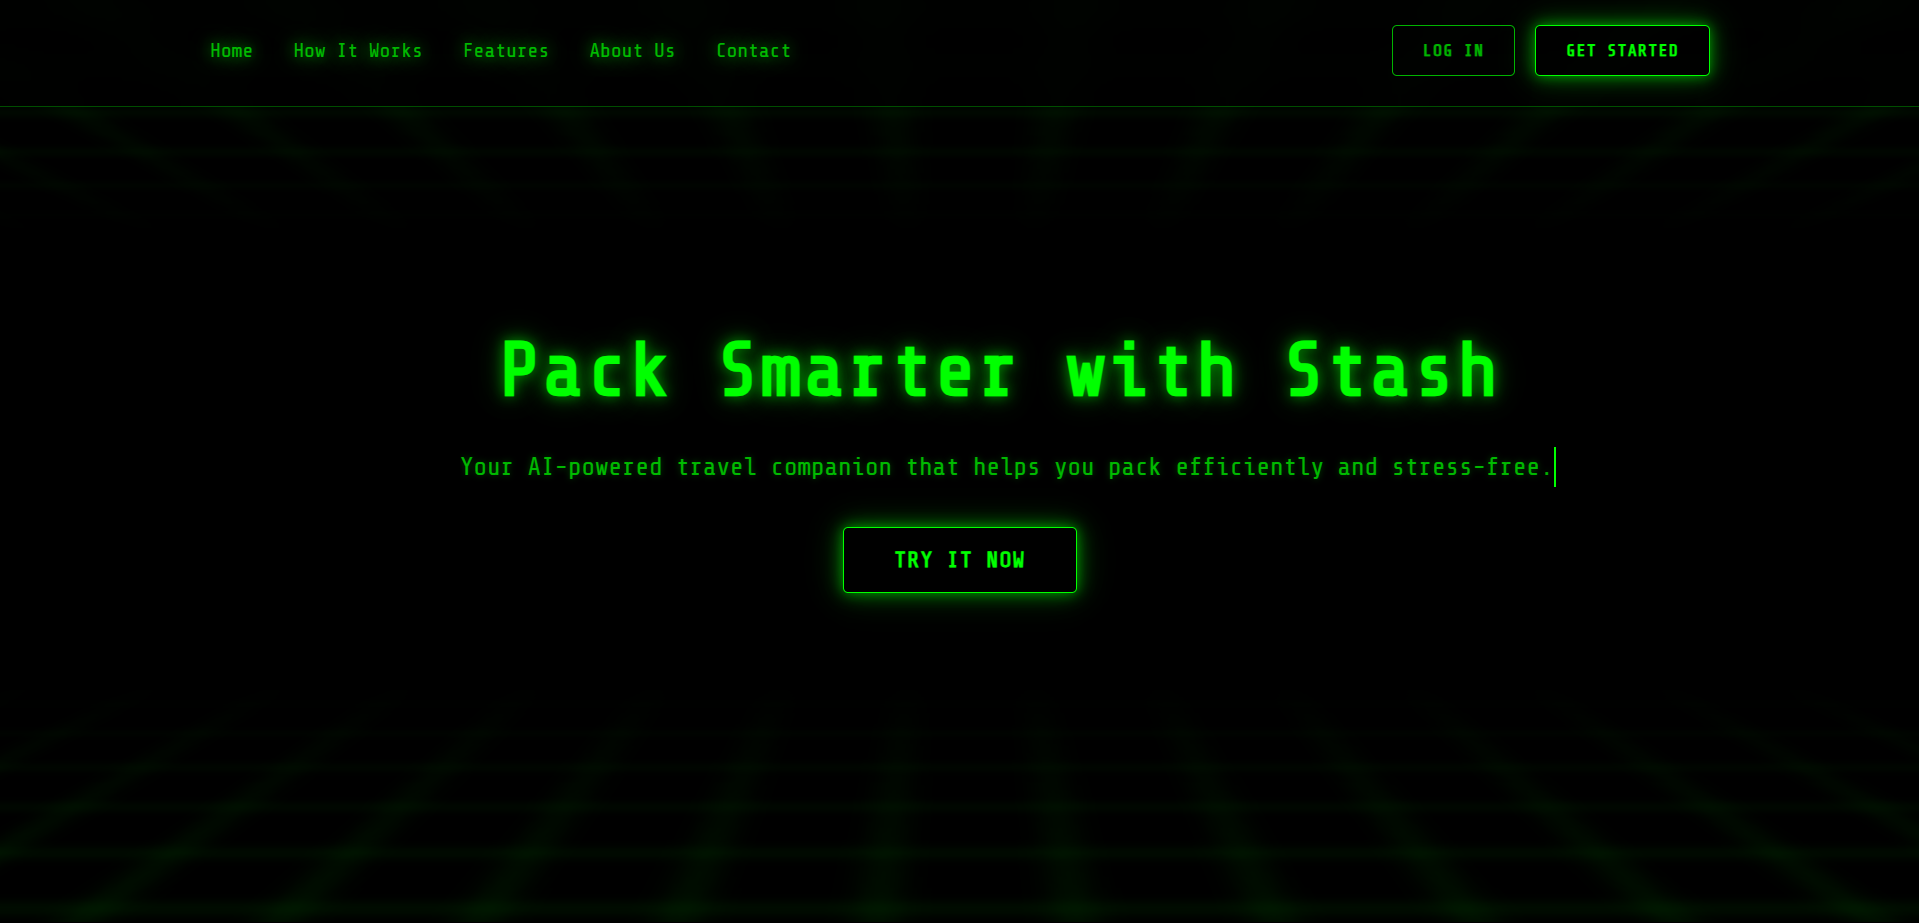 Home How It Works Features About Us Contact LOG IN GET STARTED
Pack Smarter with Stash
Your AI-powered travel companion that helps you pack efficiently and stress-free.
TRY IT NOW